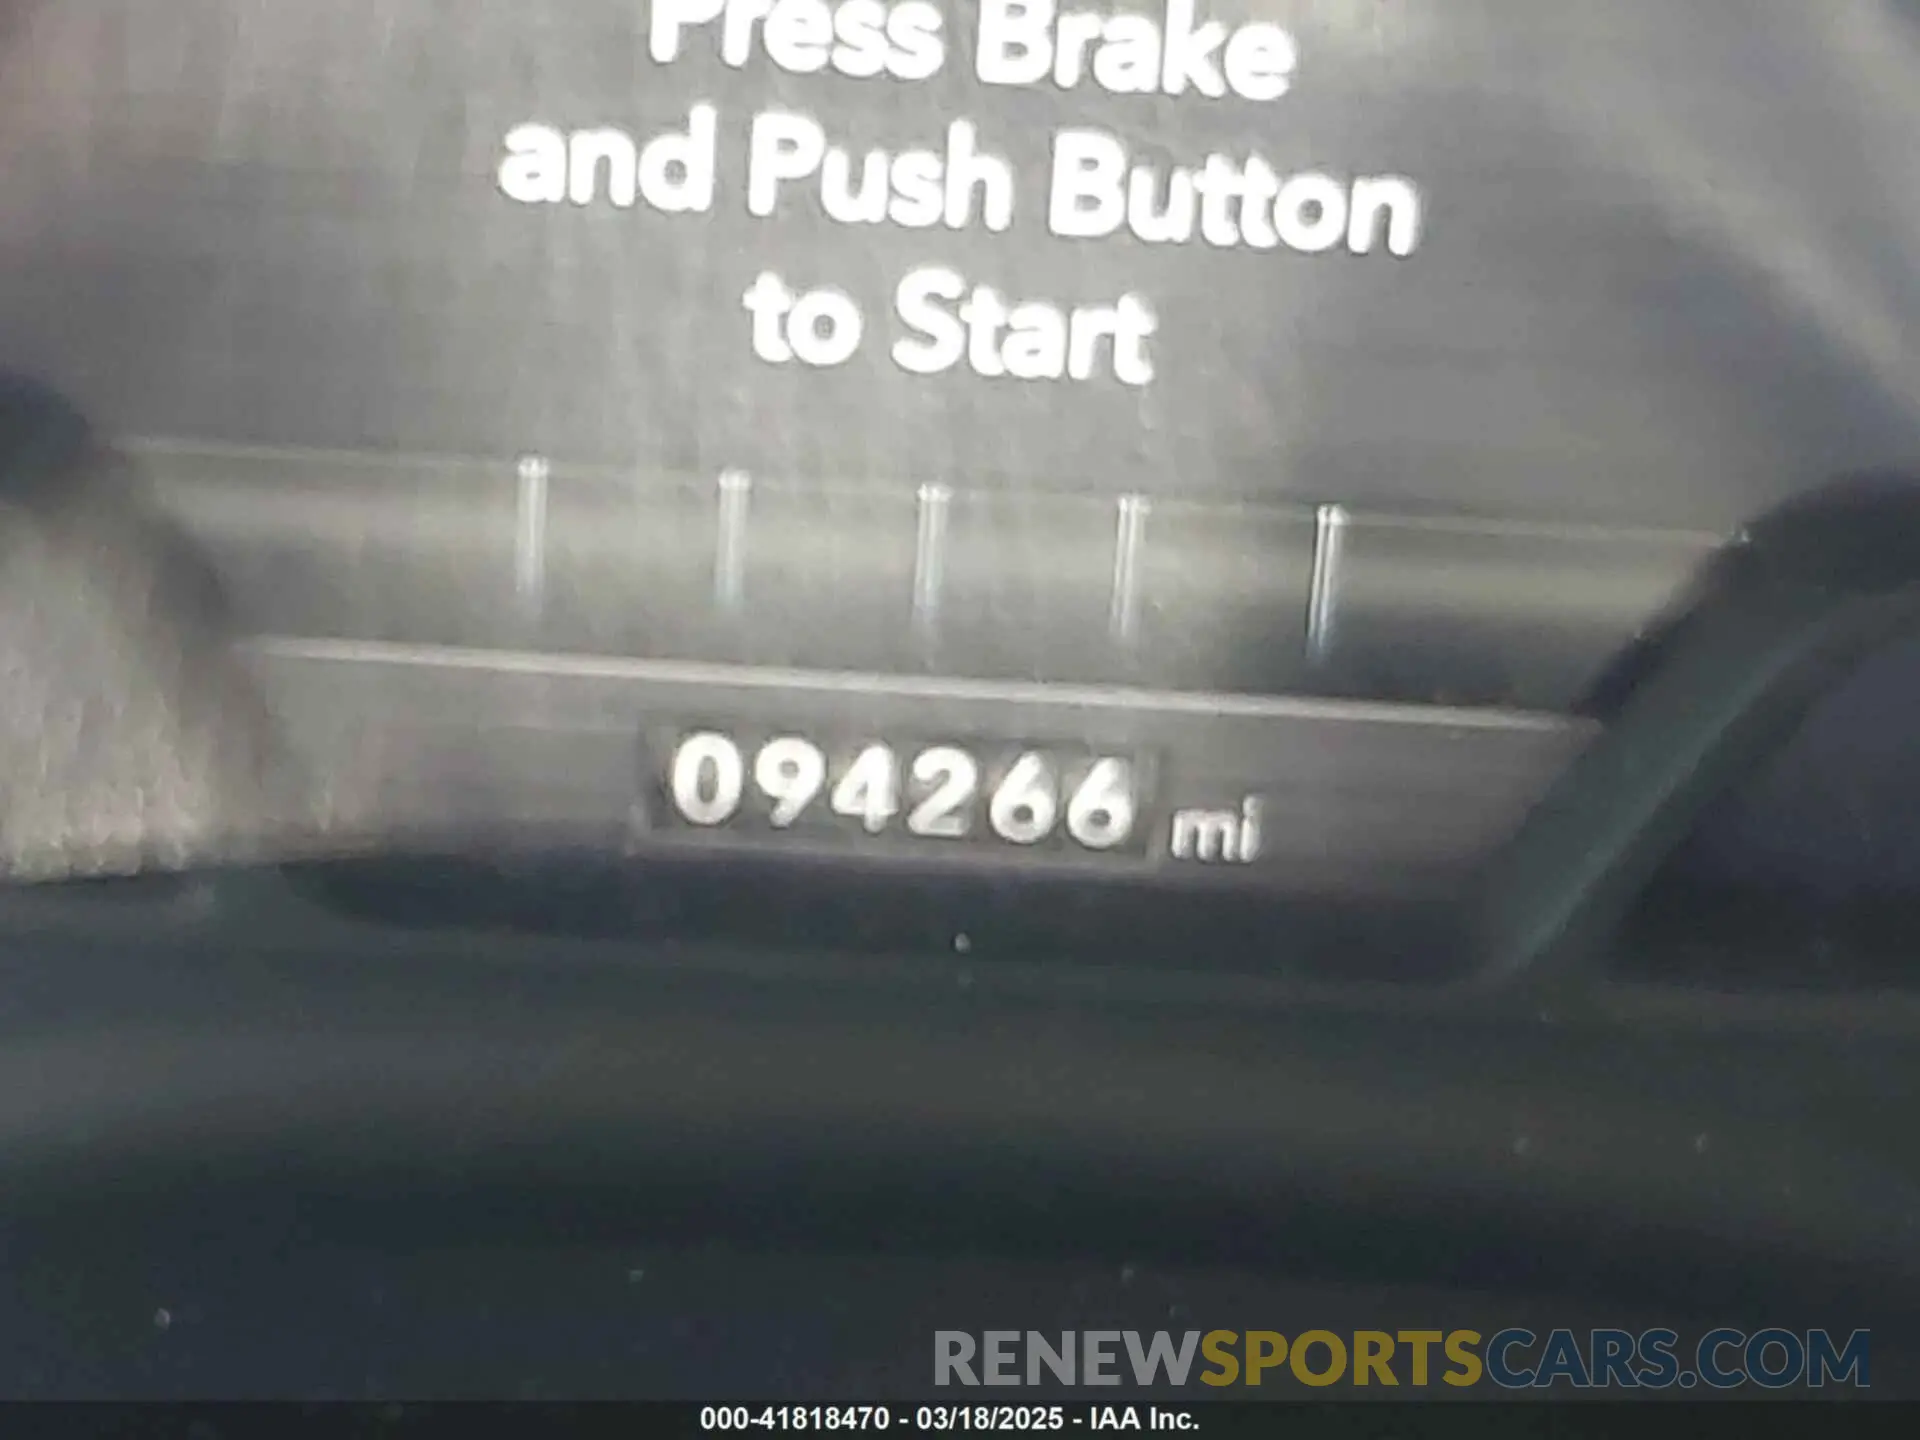 Press Brake
and Push Button
to Start
094266 mi
RENEWSPORTSCARS.COM
000-41818470 - 03/18/2025 - IAA Inc.